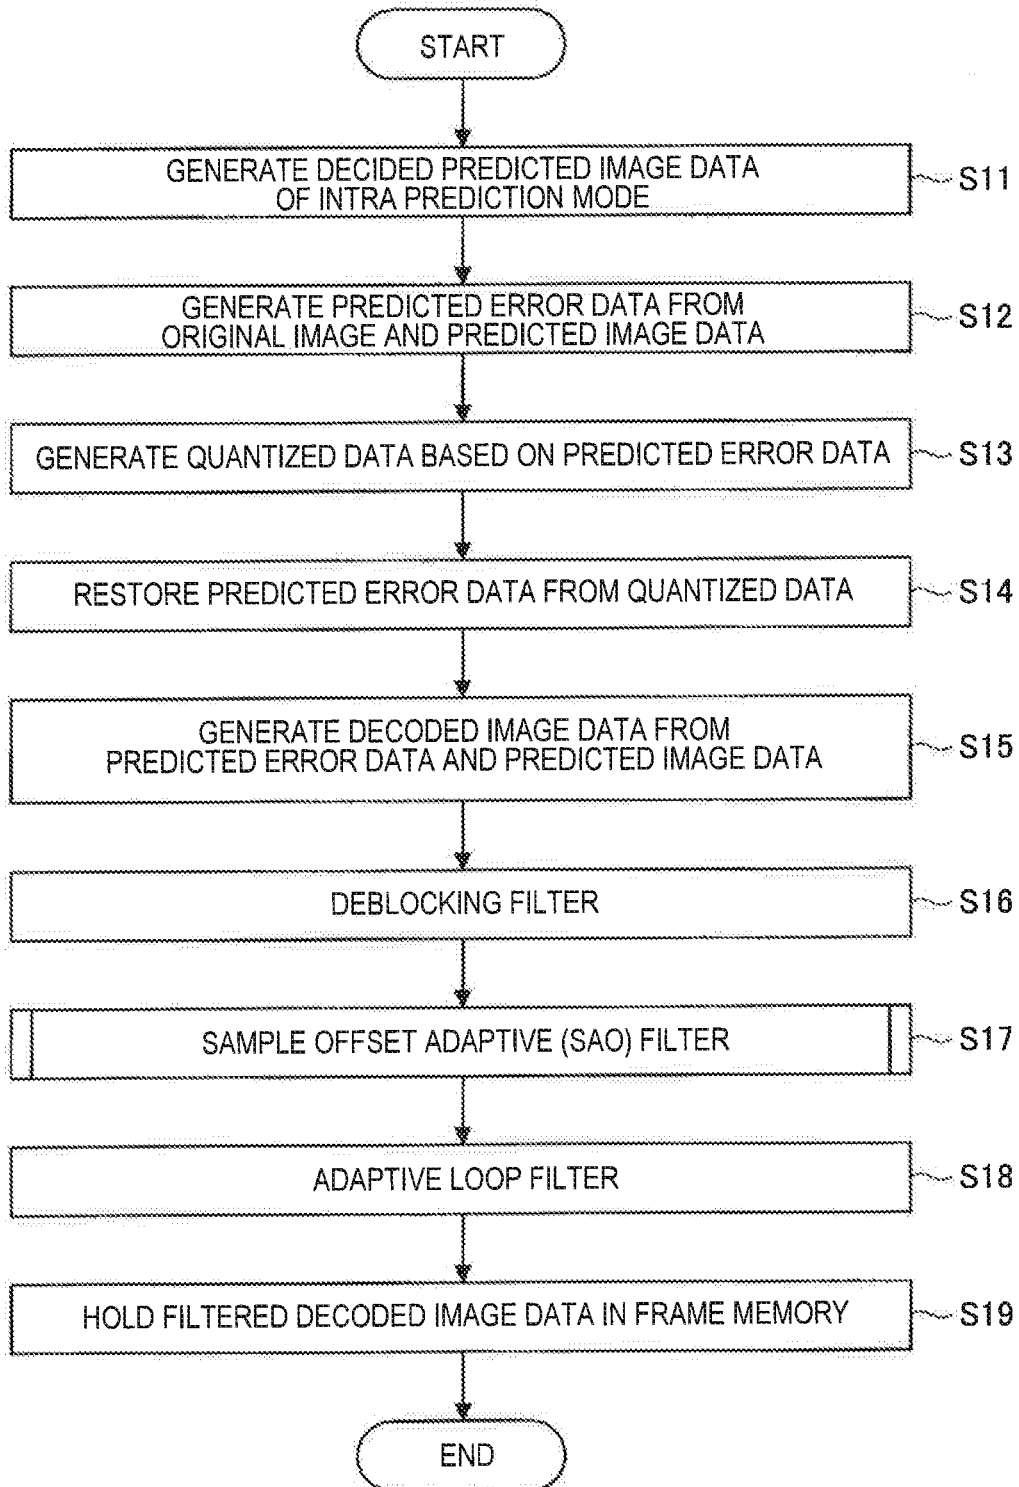 START
GENERATE DECIDED PREDICTED IMAGE DATA
OF INTRA PREDICTION MODE
S11
GENERATE PREDICTED ERROR DATA FROM
ORIGINAL IMAGE AND PREDICTED IMAGE DATA
S12
GENERATE QUANTIZED DATA BASED ON PREDICTED ERROR DATA
S13
RESTORE PREDICTED ERROR DATA FROM QUANTIZED DATA
S14
GENERATE DECODED IMAGE DATA FROM
PREDICTED ERROR DATA AND PREDICTED IMAGE DATA
S15
DEBLOCKING FILTER
S16
SAMPLE OFFSET ADAPTIVE (SAO) FILTER
S17
ADAPTIVE LOOP FILTER
S18
HOLD FILTERED DECODED IMAGE DATA IN FRAME MEMORY
S19
END